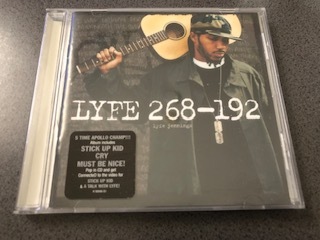 LYFE 268-192
lyfe jennings
5 TIME APOLLO CHAMP!!!
Album includes
STICK UP KID
CRY
MUST BE NICE!
Pop in CD and get
ConnecteD to the video for
STICK UP KID
& A TALK WITH LYFE!